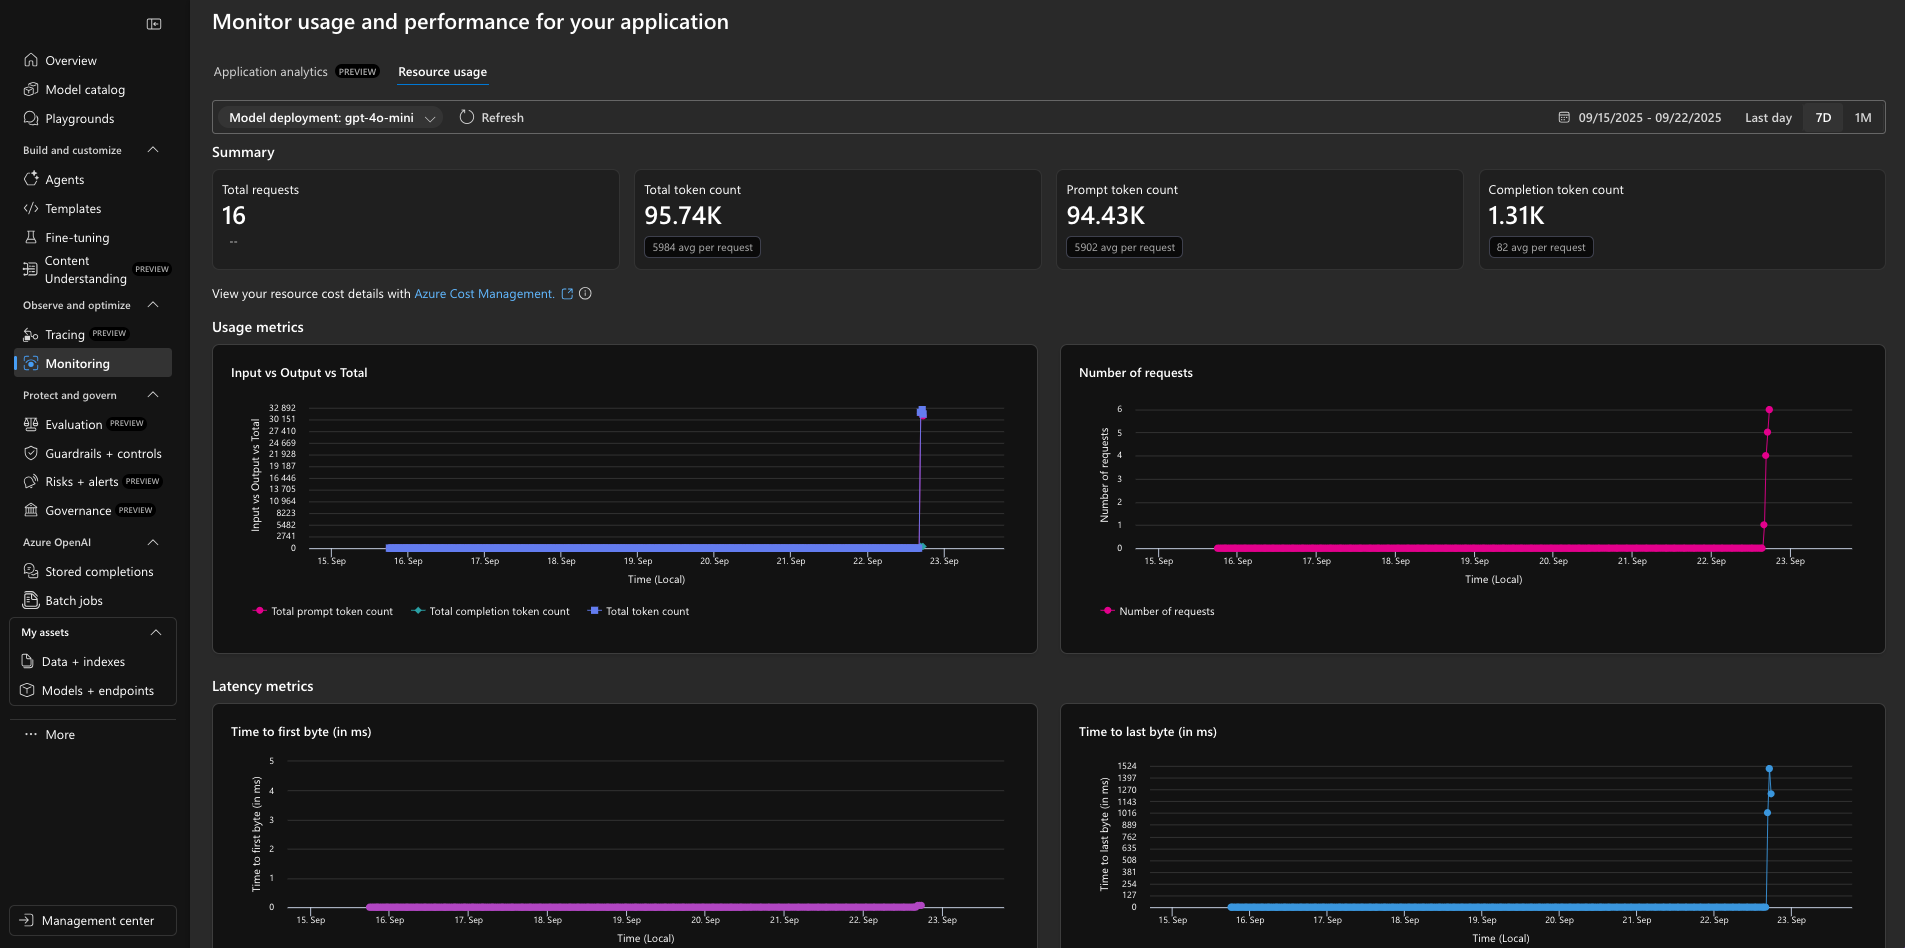 Monitor usage and performance for your application
Overview
Model catalog
Playgrounds
Build and customize
Agents
Templates
Fine-tuning
Content
Understanding PREVIEW
Observe and optimize
Tracing PREVIEW
Monitoring
Protect and govern
Evaluation PREVIEW
Guardrails + controls
Risks + alerts PREVIEW
Governance PREVIEW
Azure OpenAI
Stored completions
Batch jobs
My assets
Data + indexes
Models + endpoints
More
Management center
Application analytics PREVIEW Resource usage
Model deployment: gpt-4o-mini Refresh 09/15/2025 - 09/22/2025 Last day 7D 1M
Summary
Total requests
16
--
Total token count
95.74K
5984 avg per request
Prompt token count
94.43K
5902 avg per request
Completion token count
1.31K
82 avg per request
View your resource cost details with Azure Cost Management.
Usage metrics
Input vs Output vs Total
Input vs Output vs Total
32 892
30 151
27 410
24 669
21 928
19 187
16 446
13 705
10 964
8223
5482
2741
0
15. Sep 16. Sep 17. Sep 18. Sep 19. Sep 20. Sep 21. Sep 22. Sep 23. Sep
Time (Local)
Total prompt token count Total completion token count Total token count
Number of requests
Number of requests
6
5
4
3
2
1
0
15. Sep 16. Sep 17. Sep 18. Sep 19. Sep 20. Sep 21. Sep 22. Sep 23. Sep
Time (Local)
Number of requests
Latency metrics
Time to first byte (in ms)
Time to first byte (in ms)
5
4
3
2
1
0
15. Sep 16. Sep 17. Sep 18. Sep 19. Sep 20. Sep 21. Sep 22. Sep 23. Sep
Time (Local)
Time to last byte (in ms)
Time to last byte (in ms)
1524
1397
1270
1143
1016
889
762
635
508
381
254
127
0
15. Sep 16. Sep 17. Sep 18. Sep 19. Sep 20. Sep 21. Sep 22. Sep 23. Sep
Time (Local)